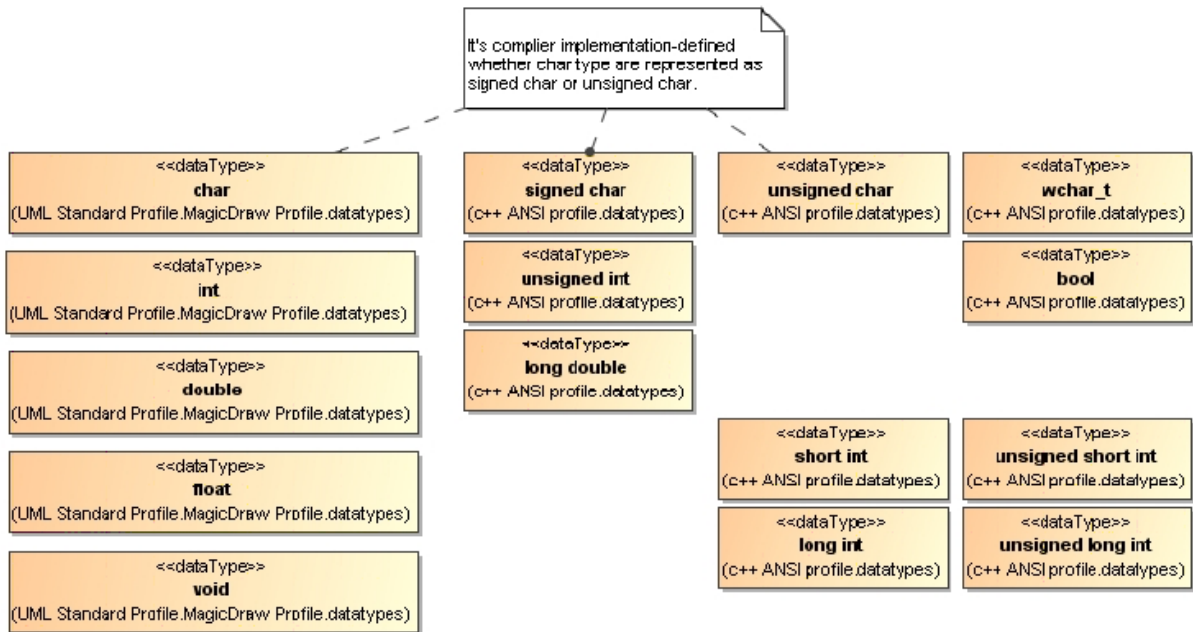 It's complier implementation-defined
whether char type are represented as
signed char or unsigned char.
<<dataType>>
char
(UML Standard Profile.MagicDraw Profile.datatypes)
<<dataType>>
signed char
(c++ ANSI profile.datatypes)
<<dataType>>
unsigned char
(c++ ANSI profile.datatypes)
<<dataType>>
wchar_t
(c++ ANSI profile.datatypes)
<<dataType>>
int
(UML Standard Profile.MagicDraw Profile.datatypes)
<<dataType>>
unsigned int
(c++ ANSI profile.datatypes)
<<dataType>>
bool
(c++ ANSI profile.datatypes)
<<dataType>>
double
(UML Standard Profile.MagicDraw Profile.datatypes)
<<dataType>>
long double
(c++ ANSI profile.datatypes)
<<dataType>>
float
(UML Standard Profile.MagicDraw Profile.datatypes)
<<dataType>>
short int
(c++ ANSI profile.datatypes)
<<dataType>>
unsigned short int
(c++ ANSI profile.datatypes)
<<dataType>>
void
(UML Standard Profile.MagicDraw Profile.datatypes)
<<dataType>>
long int
(c++ ANSI profile.datatypes)
<<dataType>>
unsigned long int
(c++ ANSI profile.datatypes)